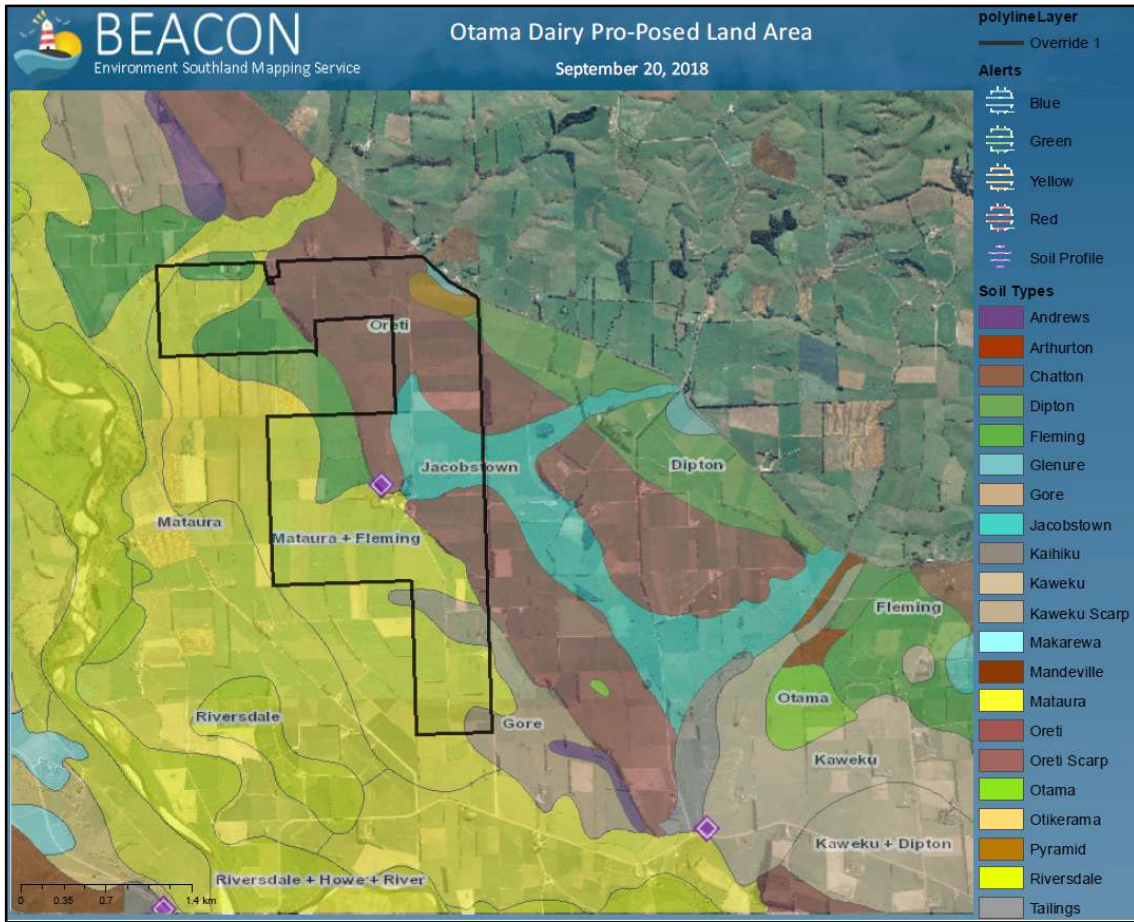 BEACON
Environment Southland Mapping Service
Otama Dairy Pro-Posed Land Area
September 20, 2018
polylineLayer
Override 1
Alerts
Blue
Green
Yellow
Red
Soil Profile
Soil Types
Andrews
Arthurton
Chatton
Dipton
Fleming
Glenure
Gore
Jacobstown
Kaihiku
Kaweku
Kaweku Scarp
Makarewa
Mandeville
Mataura
Oreti
Oreti Scarp
Otama
Otikerama
Pyramid
Riversdale
Tailings
Oreti
Jacobstown
Dipton
Mataura
Mataura + Fleming
Fleming
Otama
Riversdale
Gore
Kaweku
Kaweku + Dipton
Riversdale + Howe + River
0 0.35 0.7 1.4 km